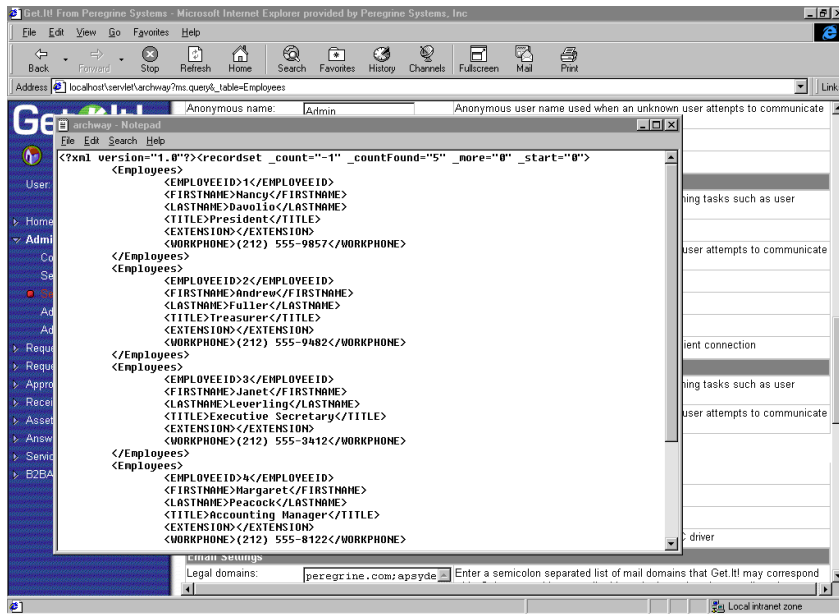 Get.It! From Peregrine Systems - Microsoft Internet Explorer provided by Peregrine Systems, Inc
File Edit View Go Favorites Help
Back Forward Stop Refresh Home Search Favorites History Channels Fullscreen Mail Print
Address localhost\servlet\archway?ms.query&_table=Employees Link
Anonymous name: Admin Anonymous user name used when an unknown user attempts to communicate
archway - Notepad
File Edit Search Help
<?xml version="1.0"?><recordset _count="-1" _countFound="5" _more="0" _start="0">
<Employees>
<EMPLOYEEID>1</EMPLOYEEID>
<FIRSTNAME>Nancy</FIRSTNAME>
<LASTNAME>Davolio</LASTNAME>
<TITLE>President</TITLE>
<EXTENSION></EXTENSION>
<WORKPHONE>(212) 555-9857</WORKPHONE>
</Employees>
<Employees>
<EMPLOYEEID>2</EMPLOYEEID>
<FIRSTNAME>Andrew</FIRSTNAME>
<LASTNAME>Fuller</LASTNAME>
<TITLE>Treasurer</TITLE>
<EXTENSION></EXTENSION>
<WORKPHONE>(212) 555-9482</WORKPHONE>
</Employees>
<Employees>
<EMPLOYEEID>3</EMPLOYEEID>
<FIRSTNAME>Janet</FIRSTNAME>
<LASTNAME>Leverling</LASTNAME>
<TITLE>Executive Secretary</TITLE>
<EXTENSION></EXTENSION>
<WORKPHONE>(212) 555-3412</WORKPHONE>
</Employees>
<Employees>
<EMPLOYEEID>4</EMPLOYEEID>
<FIRSTNAME>Margaret</FIRSTNAME>
<LASTNAME>Peacock</LASTNAME>
<TITLE>Accounting Manager</TITLE>
<EXTENSION></EXTENSION>
<WORKPHONE>(212) 555-8122</WORKPHONE>
User:
Home
Admi
Co
Se
Ad
Ad
Reque
Reque
Appro
Recei
Asset
Answ
Servic
B2BA
ning tasks such as user
user attempts to communicate
ient connection
ning tasks such as user
user attempts to communicate
C driver
Email Settings
Legal domains: peregrine.com;apsyde Enter a semicolon separated list of mail domains that Get.It! may correspond
Local intranet zone